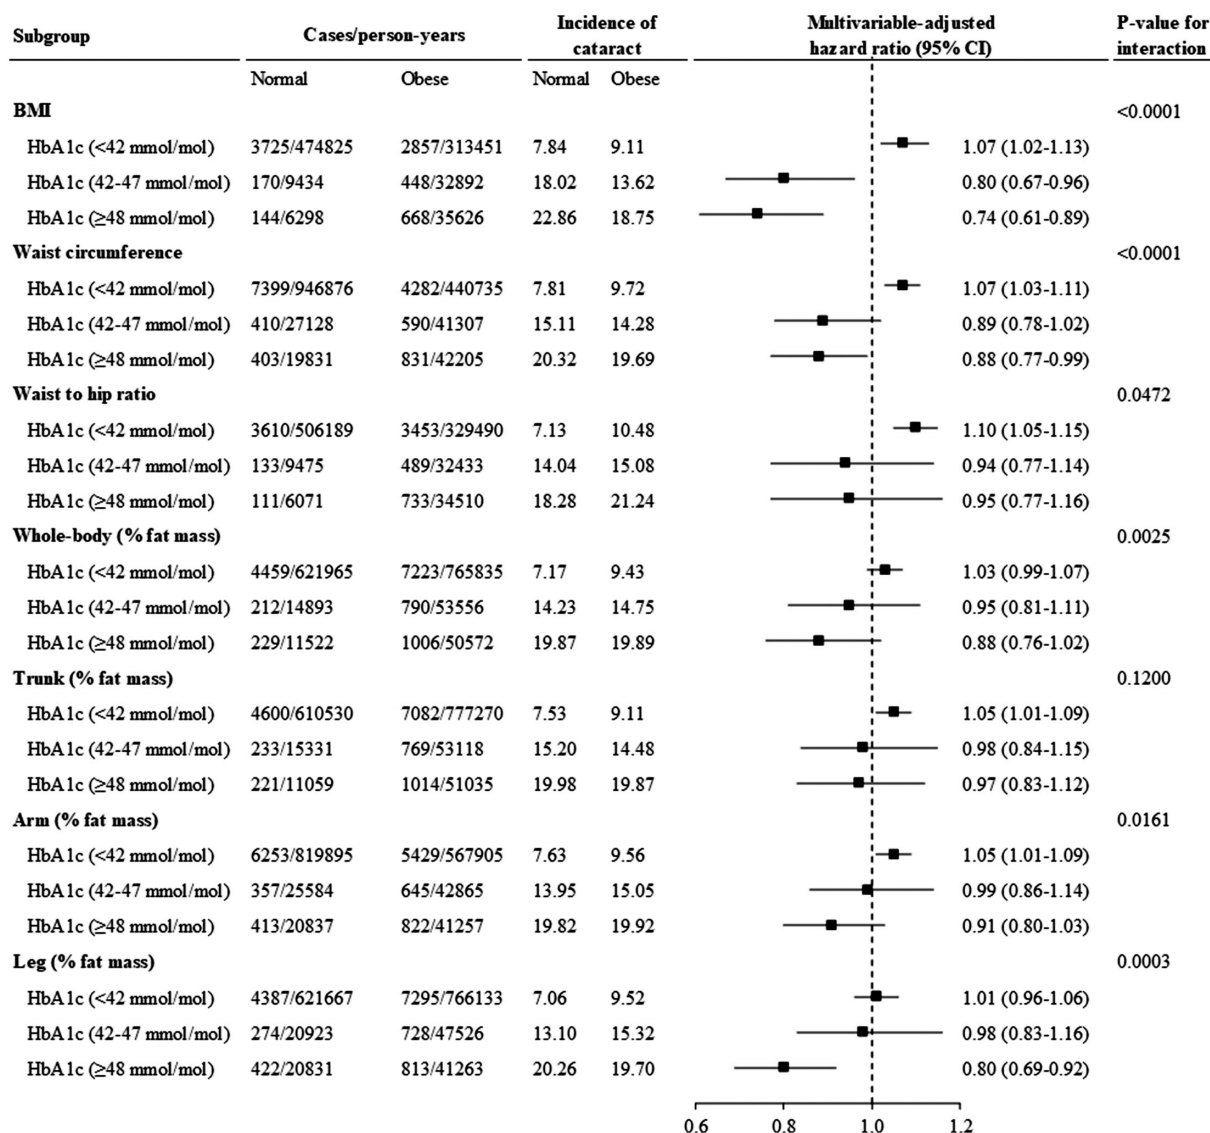 Subgroup Cases/person-years Incidence of cataract Multivariable-adjusted hazard ratio (95% CI) P-value for interaction
Normal Obese Normal Obese
BMI <0.0001
HbA1c (<42 mmol/mol) 3725/474825 2857/313451 7.84 9.11 1.07 (1.02-1.13)
HbA1c (42-47 mmol/mol) 170/9434 448/32892 18.02 13.62 0.80 (0.67-0.96)
HbA1c (≥48 mmol/mol) 144/6298 668/35626 22.86 18.75 0.74 (0.61-0.89)
Waist circumference <0.0001
HbA1c (<42 mmol/mol) 7399/946876 4282/440735 7.81 9.72 1.07 (1.03-1.11)
HbA1c (42-47 mmol/mol) 410/27128 590/41307 15.11 14.28 0.89 (0.78-1.02)
HbA1c (≥48 mmol/mol) 403/19831 831/42205 20.32 19.69 0.88 (0.77-0.99)
Waist to hip ratio 0.0472
HbA1c (<42 mmol/mol) 3610/506189 3453/329490 7.13 10.48 1.10 (1.05-1.15)
HbA1c (42-47 mmol/mol) 133/9475 489/32433 14.04 15.08 0.94 (0.77-1.14)
HbA1c (≥48 mmol/mol) 111/6071 733/34510 18.28 21.24 0.95 (0.77-1.16)
Whole-body (% fat mass) 0.0025
HbA1c (<42 mmol/mol) 4459/621965 7223/765835 7.17 9.43 1.03 (0.99-1.07)
HbA1c (42-47 mmol/mol) 212/14893 790/53556 14.23 14.75 0.95 (0.81-1.11)
HbA1c (≥48 mmol/mol) 229/11522 1006/50572 19.87 19.89 0.88 (0.76-1.02)
Trunk (% fat mass) 0.1200
HbA1c (<42 mmol/mol) 4600/610530 7082/777270 7.53 9.11 1.05 (1.01-1.09)
HbA1c (42-47 mmol/mol) 233/15331 769/53118 15.20 14.48 0.98 (0.84-1.15)
HbA1c (≥48 mmol/mol) 221/11059 1014/51035 19.98 19.87 0.97 (0.83-1.12)
Arm (% fat mass) 0.0161
HbA1c (<42 mmol/mol) 6253/819895 5429/567905 7.63 9.56 1.05 (1.01-1.09)
HbA1c (42-47 mmol/mol) 357/25584 645/42865 13.95 15.05 0.99 (0.86-1.14)
HbA1c (≥48 mmol/mol) 413/20837 822/41257 19.82 19.92 0.91 (0.80-1.03)
Leg (% fat mass) 0.0003
HbA1c (<42 mmol/mol) 4387/621667 7295/766133 7.06 9.52 1.01 (0.96-1.06)
HbA1c (42-47 mmol/mol) 274/20923 728/47526 13.10 15.32 0.98 (0.83-1.16)
HbA1c (≥48 mmol/mol) 422/20831 813/41263 20.26 19.70 0.80 (0.69-0.92)
0.6 0.8 1.0 1.2